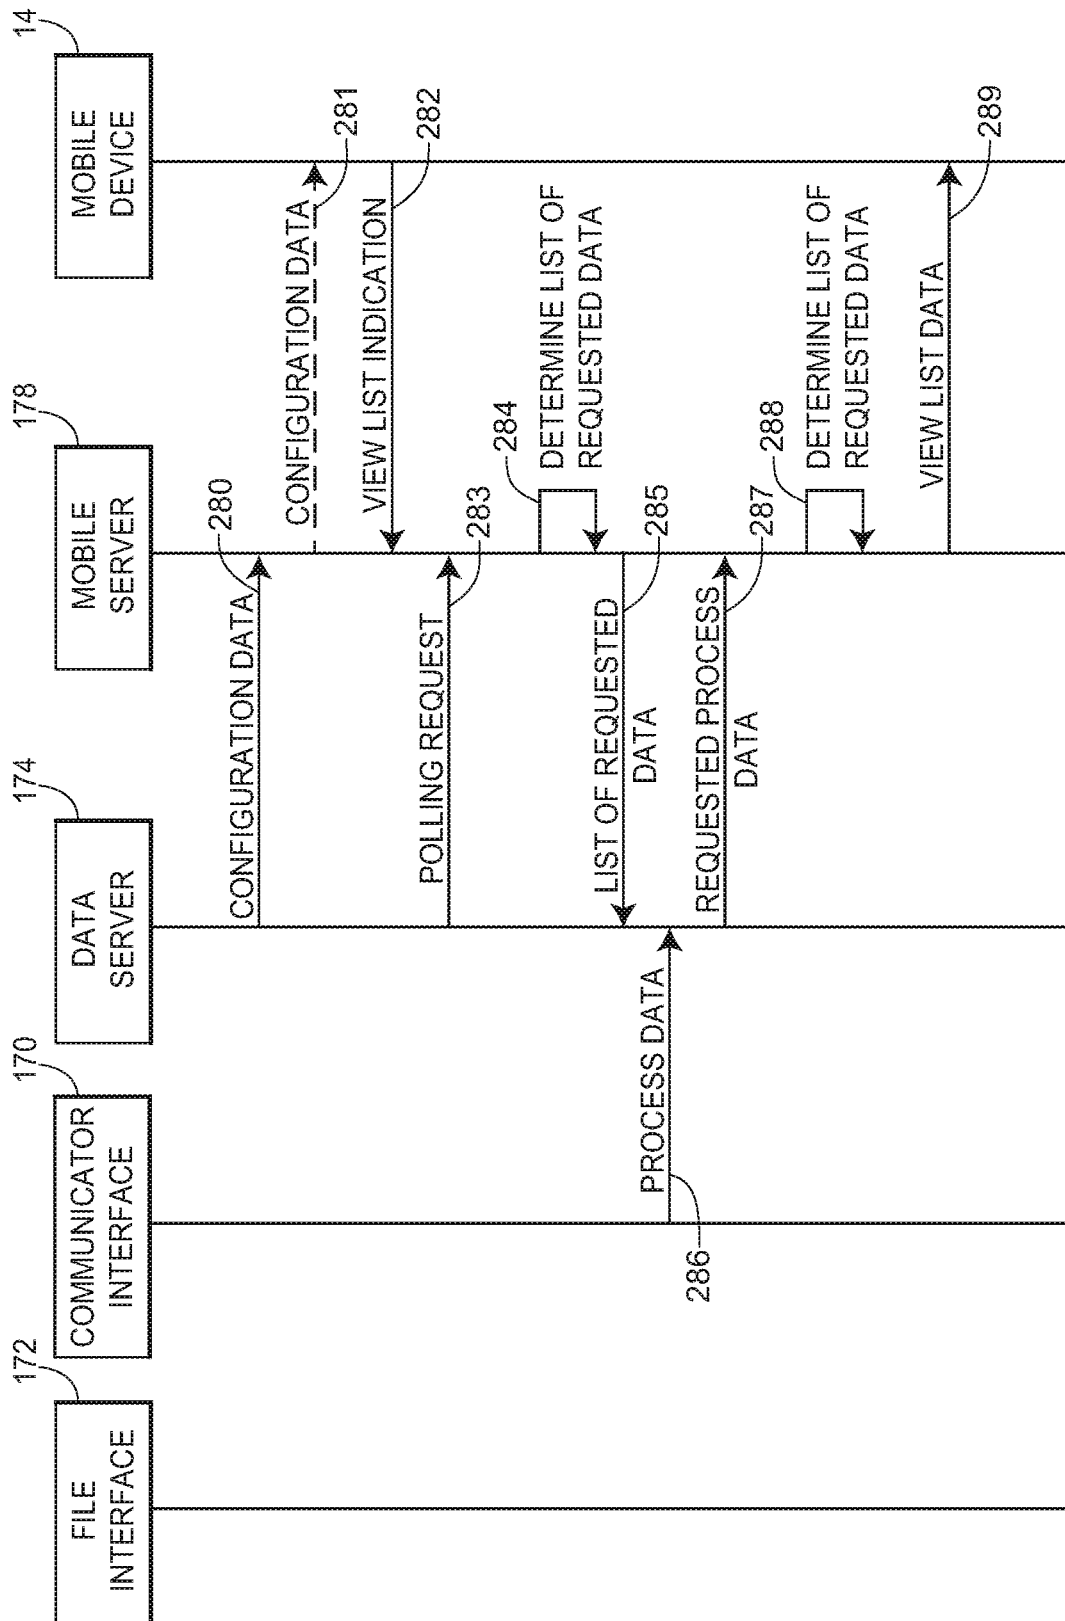 172
FILE
INTERFACE
170
COMMUNICATOR
INTERFACE
174
DATA
SERVER
178
MOBILE
SERVER
14
MOBILE
DEVICE
CONFIGURATION DATA
280
CONFIGURATION DATA
281
VIEW LIST INDICATION
282
POLLING REQUEST
283
284
DETERMINE LIST OF
REQUESTED DATA
LIST OF REQUESTED
DATA
285
PROCESS DATA
286
REQUESTED PROCESS
DATA
287
288
DETERMINE LIST OF
REQUESTED DATA
VIEW LIST DATA
289